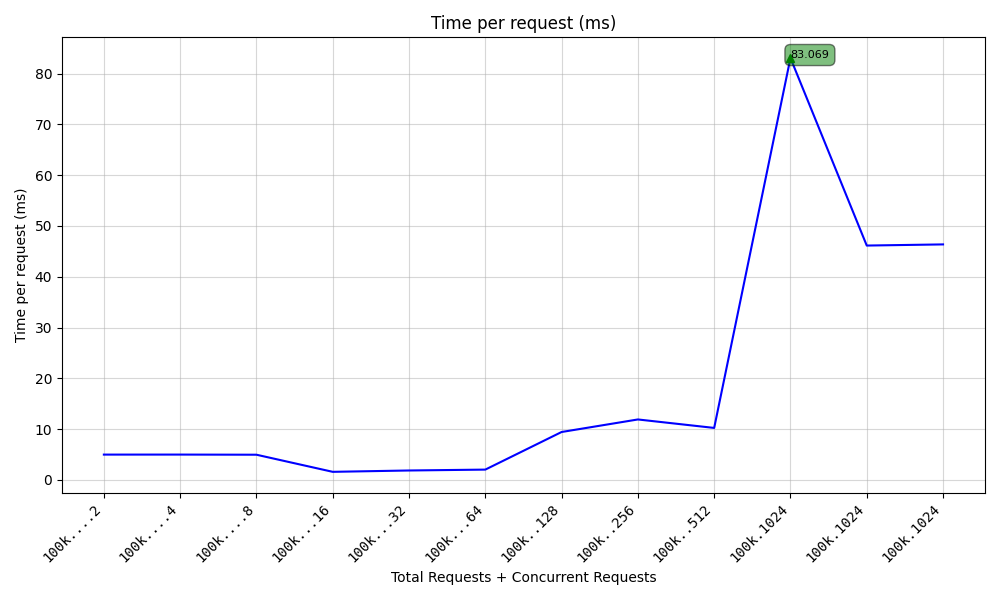 Time per request (ms)
83.069
Time per request (ms)
80
70
60
50
40
30
20
10
0
100k....2
100k....4
100k....8
100k...16
100k...32
100k...64
100k..128
100k..256
100k..512
100k.1024
100k.1024
100k.1024
Total Requests + Concurrent Requests